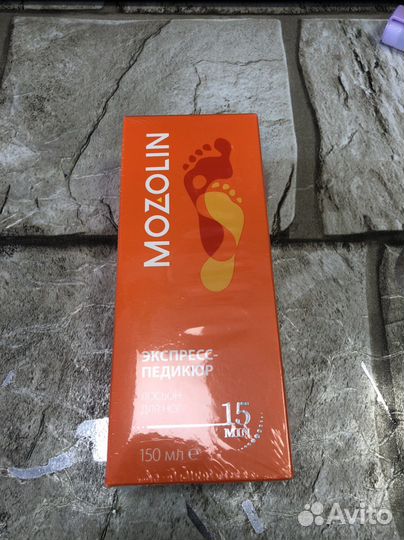 MOZOLIN
ЭКСПРЕСС-
ПЕДИКЮР
ЛОСЬОН
ДЛЯ НОГ
15
MIN
150 мл e
Avito